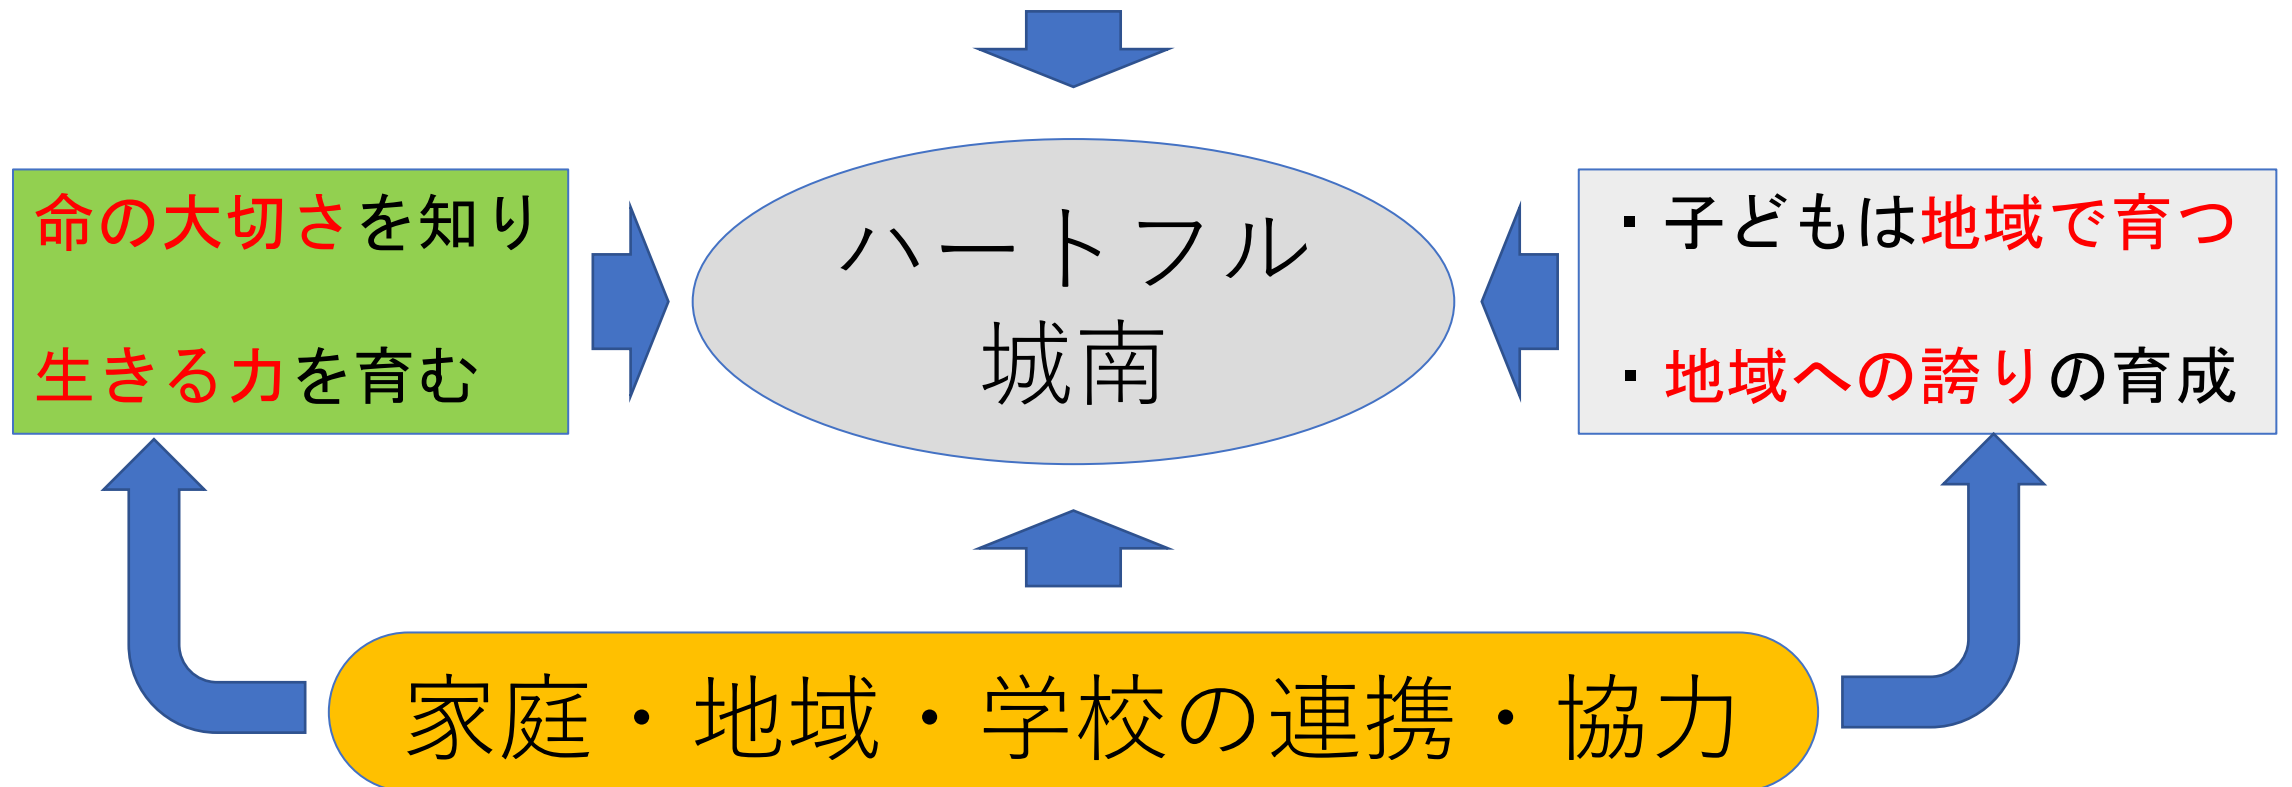 命の大切さを知り
生きる力を育む
ハートフル
城南
・子どもは地域で育つ
・地域への誇りの育成
家庭・地域・学校の連携・協力